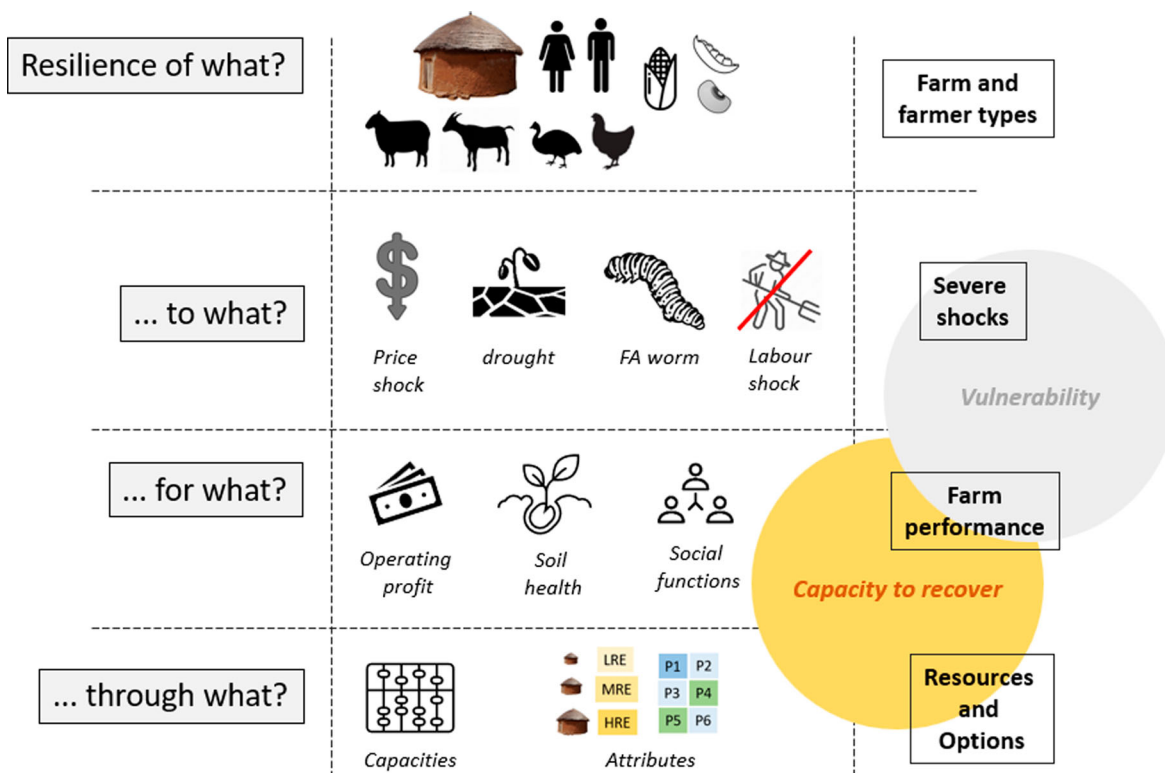 Resilience of what?
Farm and
farmer types
... to what?
Price
shock
drought
FA worm
Labour
shock
Severe
shocks
Vulnerability
... for what?
Operating
profit
Soil
health
Social
functions
Farm
performance
Capacity to recover
... through what?
Capacities
LRE
MRE
HRE
P1 P2
P3 P4
P5 P6
Attributes
Resources
and
Options